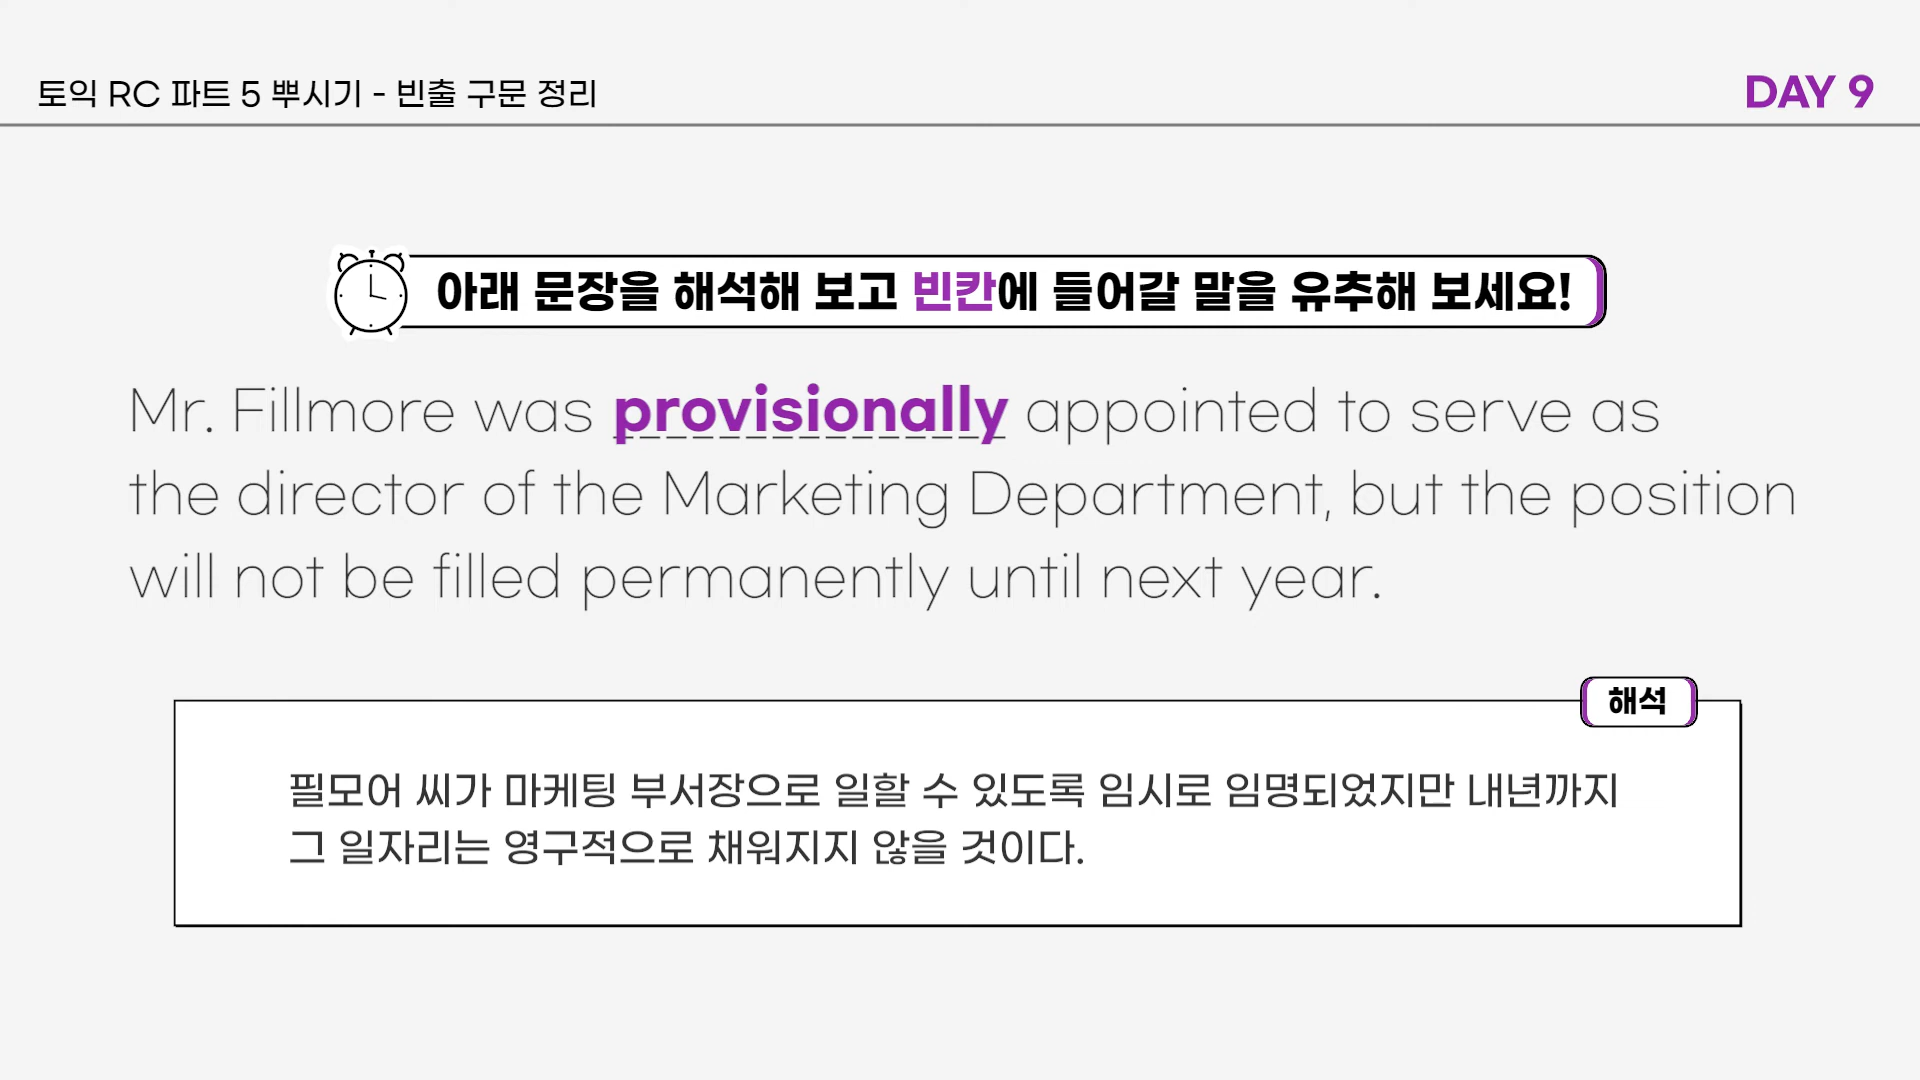 토익 RC 파트 5 뿌시기 - 빈출 구문 정리
DAY 9
아래 문장을 해석해 보고 빈칸에 들어갈 말을 유추해 보세요!
Mr. Fillmore was provisionally appointed to serve as
the director of the Marketing Department, but the position
will not be filled permanently until next year.
해석
필모어 씨가 마케팅 부서장으로 일할 수 있도록 임시로 임명되었지만 내년까지
그 일자리는 영구적으로 채워지지 않을 것이다.